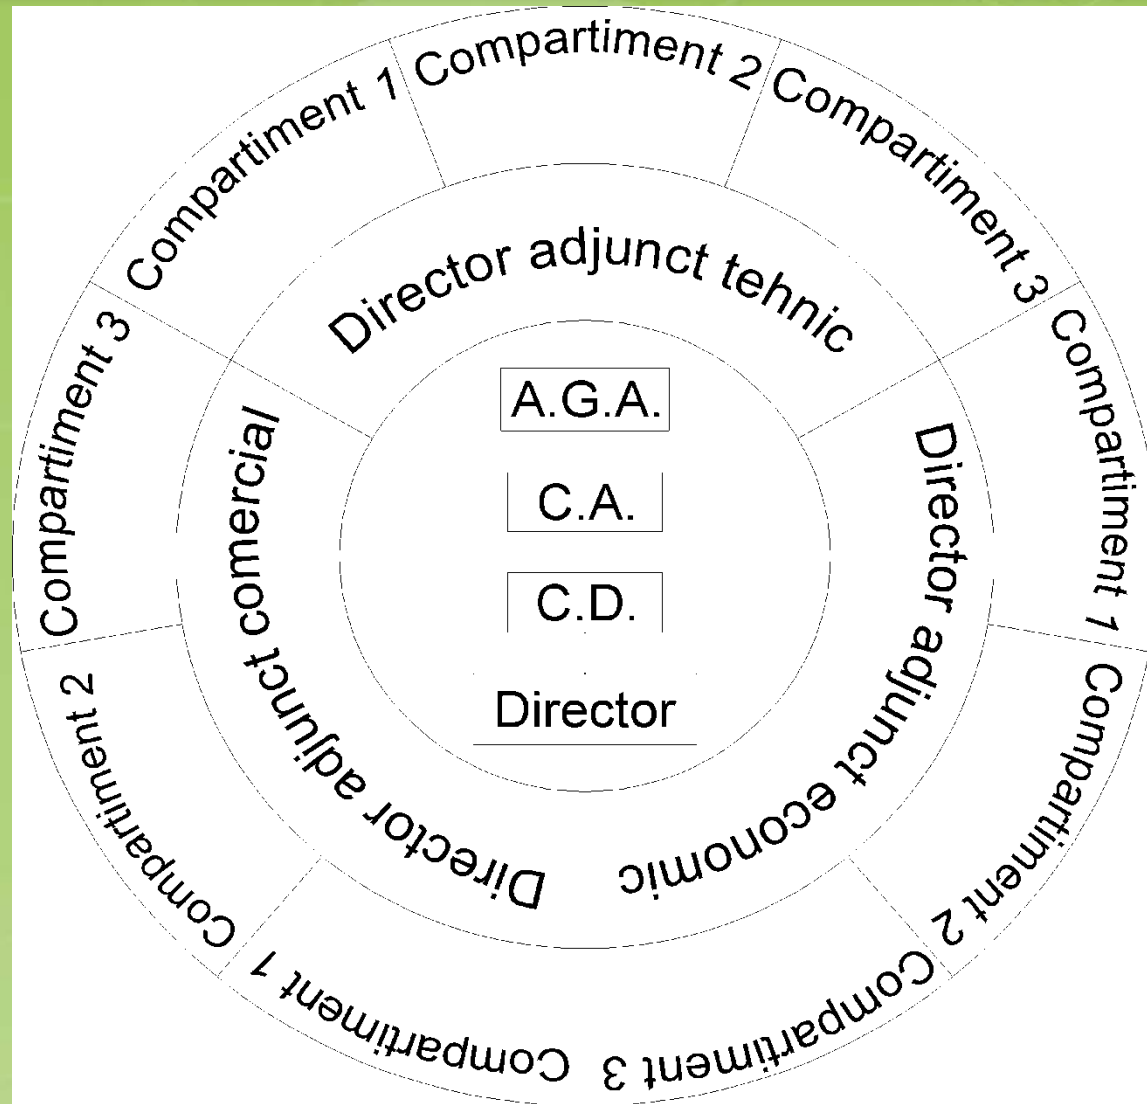 Compartiment 1
Compartiment 2
Compartiment 3
Compartiment 1
Compartiment 2
Compartiment 3
Compartiment 1
Compartiment 2
Compartiment 3
Director adjunct tehnic
Director adjunct economic
Director adjunct comercial
A.G.A.
C.A.
C.D.
Director